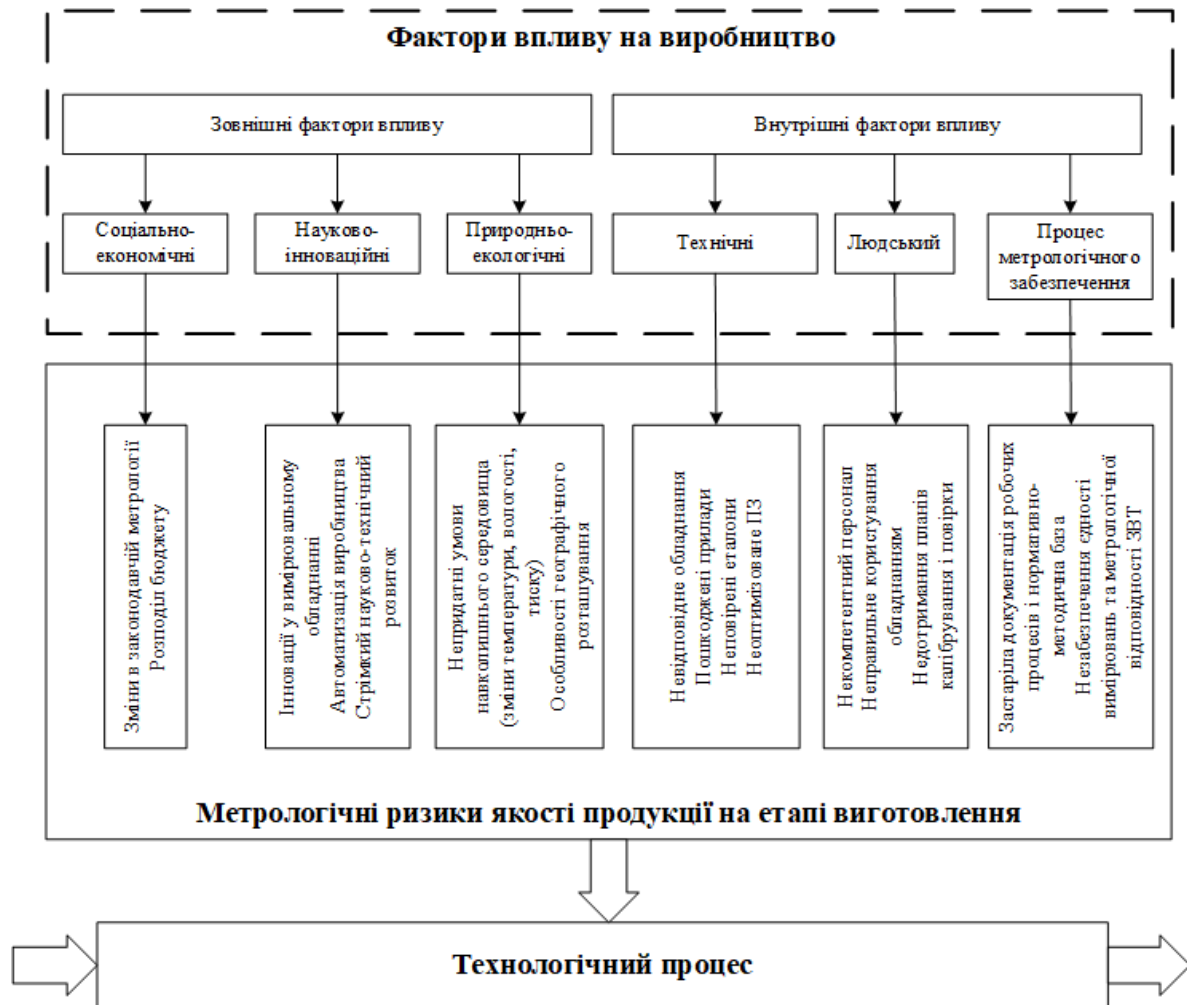 Фактори впливу на виробництво
Зовнішні фактори впливу
Внутрішні фактори впливу
Соціально-
економічні
Науково-
інноваційні
Природньо-
екологічні
Технічні
Людський
Процес
метрологічного
забезпечення
Зміни в законодавчій метрології
Розподіл бюджету
Інновації у вимірювальному
обладнанні
Автоматизація виробництва
Стрімкий науково-технічний
розвиток
Непридатні умови
навколишнього середовища
(зміни температури, вологості,
тиску)
Особливості географічного
розташування
Невідповідне обладнання
Пошкоджені прилади
Неповірені еталони
Неоптимізоване ПЗ
Некомпетентний персонал
Неправильне користування
обладнанням
Недотримання планів
калібрування і повірки
Застаріла документація робочих
процесів і нормативно-
методична база
Незабезпечення єдності
вимірювань та метрологічної
відповідності ЗВТ
Метрологічні ризики якості продукції на етапі виготовлення
Технологічний процес